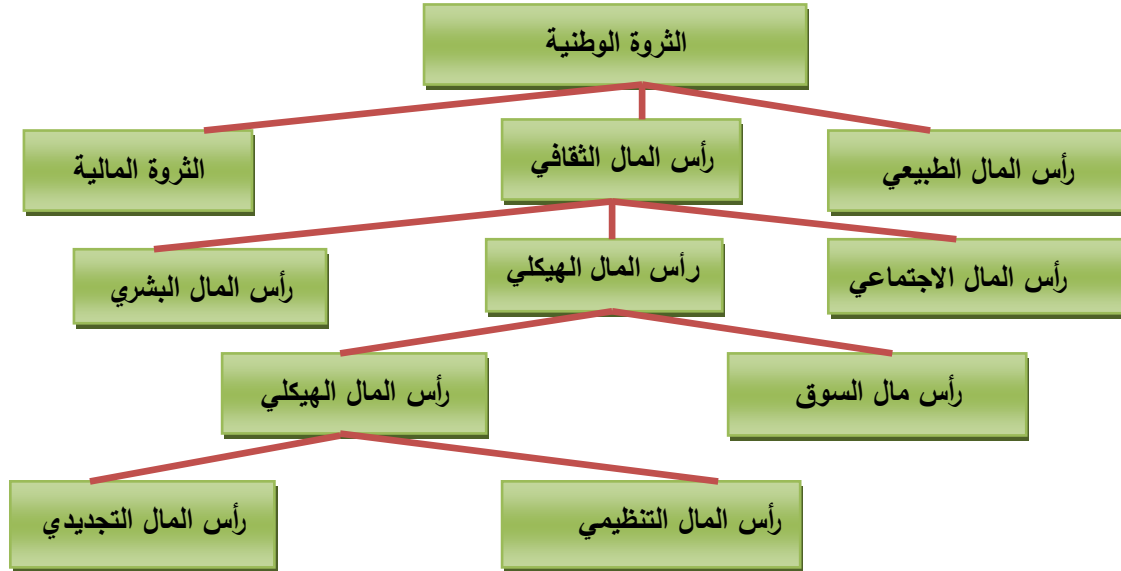 الثروة الوطنية
رأس المال الطبيعي
رأس المال الثقافي
الثروة المالية
رأس المال الاجتماعي
رأس المال الهيكلي
رأس المال البشري
رأس مال السوق
رأس المال الهيكلي
رأس المال التنظيمي
رأس المال التجديدي